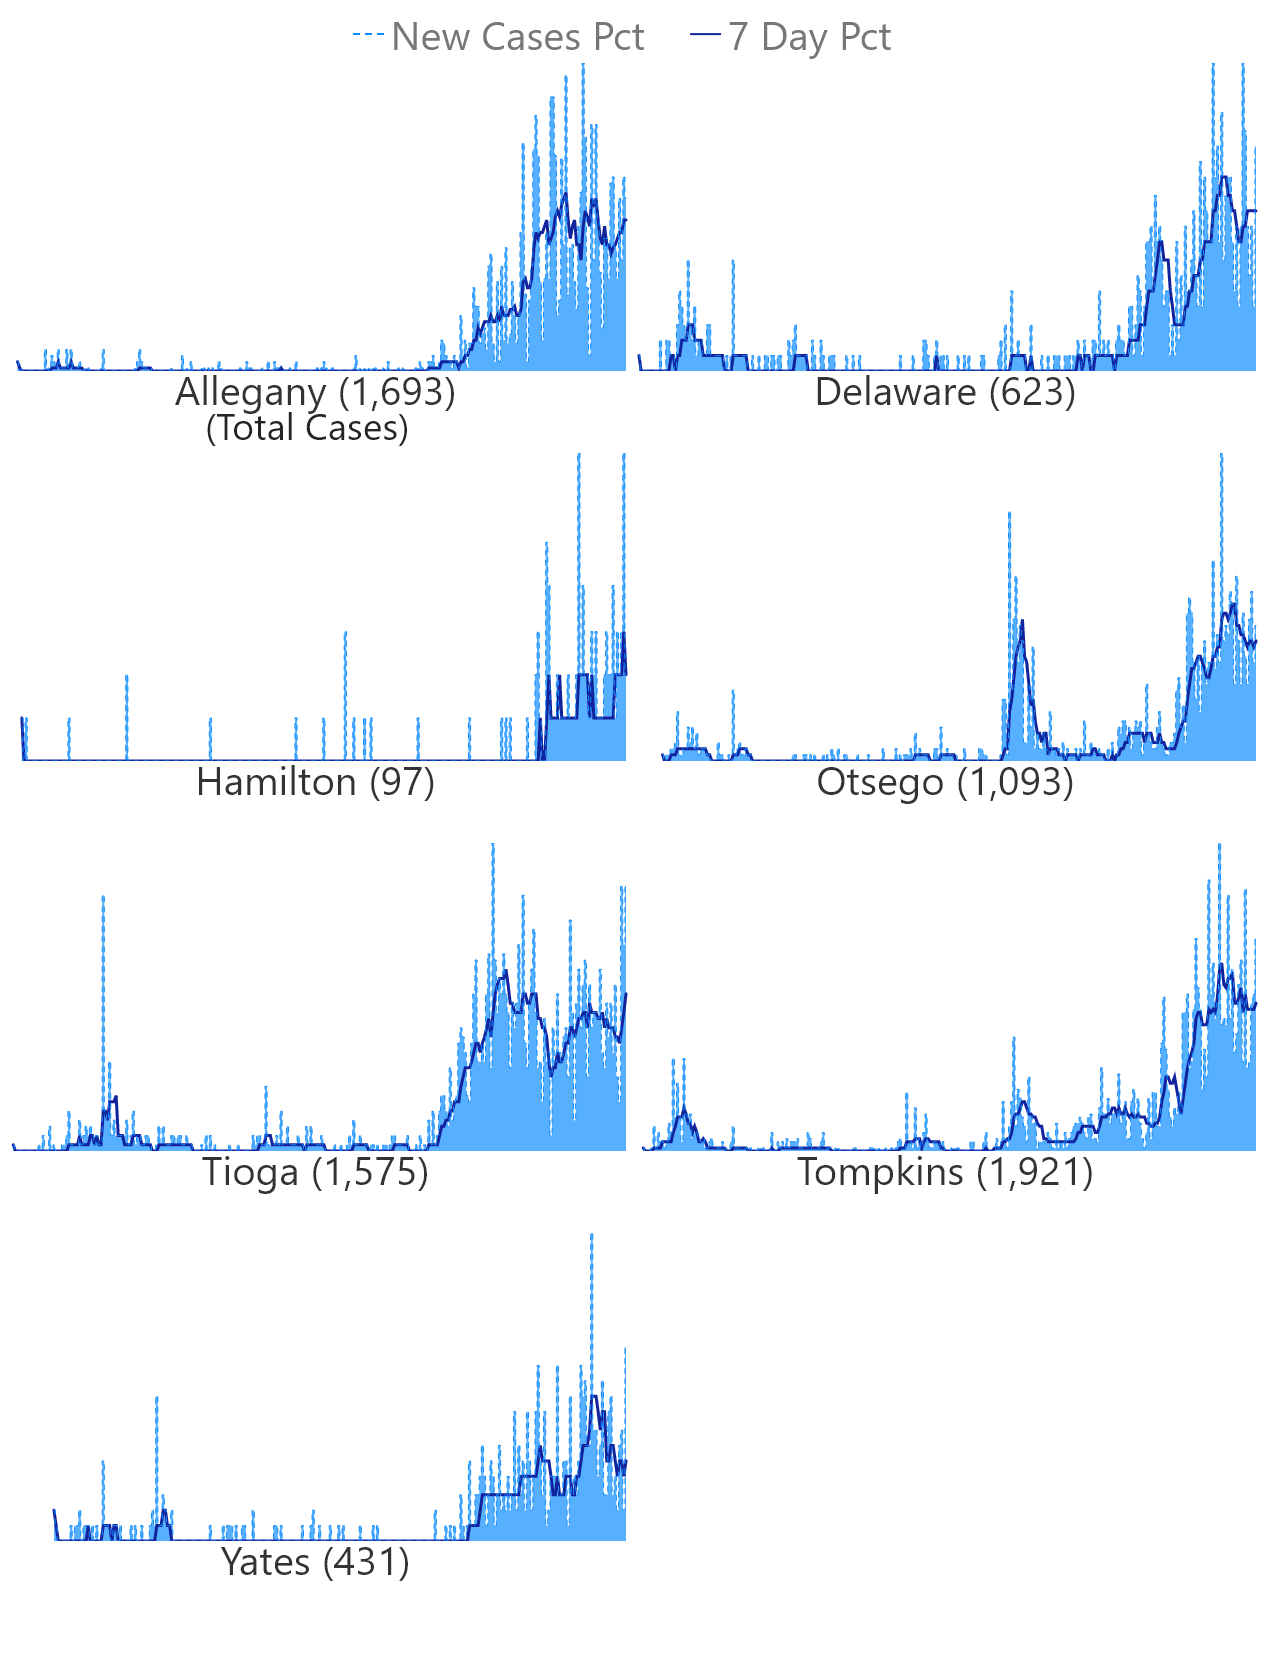 New Cases Pct 7 Day Pct
Allegany (1,693) Delaware (623)
(Total Cases)
Hamilton (97) Otsego (1,093)
Tioga (1,575) Tompkins (1,921)
Yates (431)